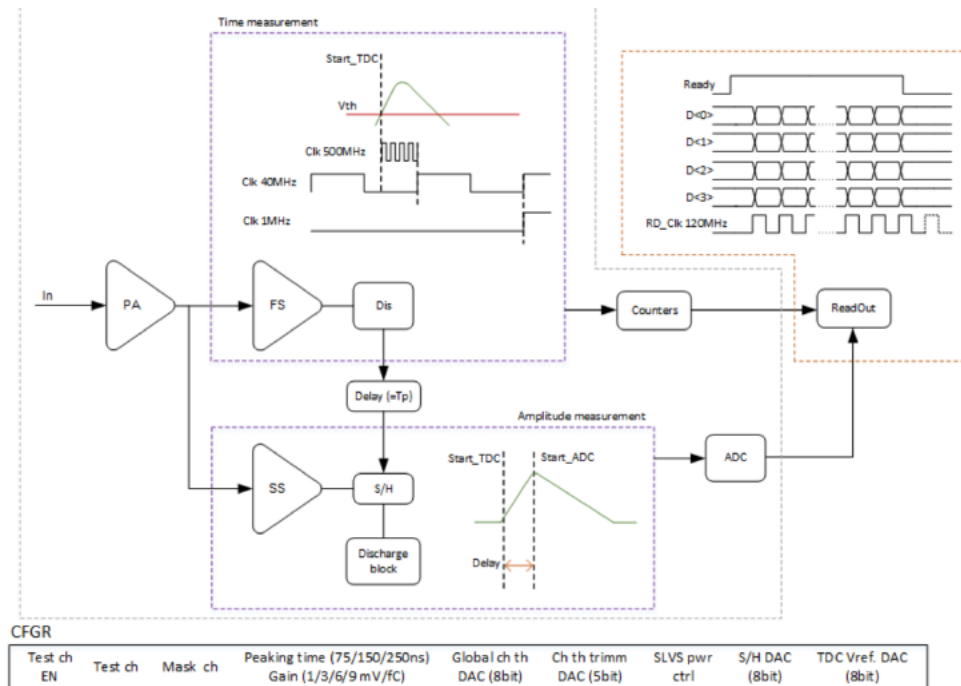 Time measurement
Start_TDC
Vth
Clk 500MHz
Clk 40MHz
Clk 1MHz
Ready
D<0>
D<1>
D<2>
D<3>
RD_Clk 120MHz
In
PA
FS
Dis
Counters
ReadOut
Delay (=Tp)
Amplitude measurement
SS
S/H
Discharge
block
Start_TDC
Start_ADC
Delay
ADC
CFGR
Test ch
EN
Test ch
Mask ch
Peaking time (75/150/250ns)
Gain (1/3/6/9 mV/fC)
Global ch th
DAC (8bit)
Ch th trimm
DAC (5bit)
SLVS pwr
ctrl
S/H DAC
(8bit)
TDC Vref. DAC
(8bit)